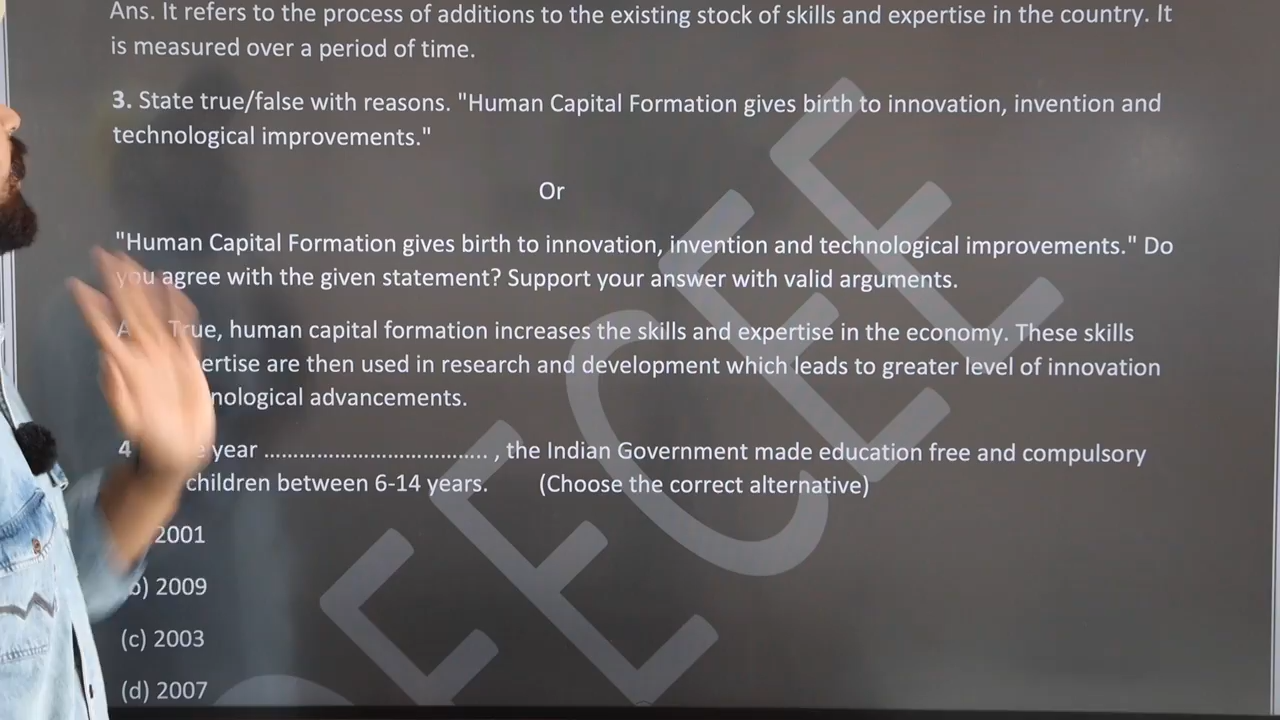 Ans. It refers to the process of additions to the existing stock of skills and expertise in the country. It
is measured over a period of time.
3. State true/false with reasons. "Human Capital Formation gives birth to innovation, invention and
technological improvements."
Or
"Human Capital Formation gives birth to innovation, invention and technological improvements." Do
you agree with the given statement? Support your answer with valid arguments.
True, human capital formation increases the skills and expertise in the economy. These skills
ertise are then used in research and development which leads to greater level of innovation
nological advancements.
4 year ................................ , the Indian Government made education free and compulsory
children between 6-14 years. (Choose the correct alternative)
2001
b) 2009
(c) 2003
(d) 2007